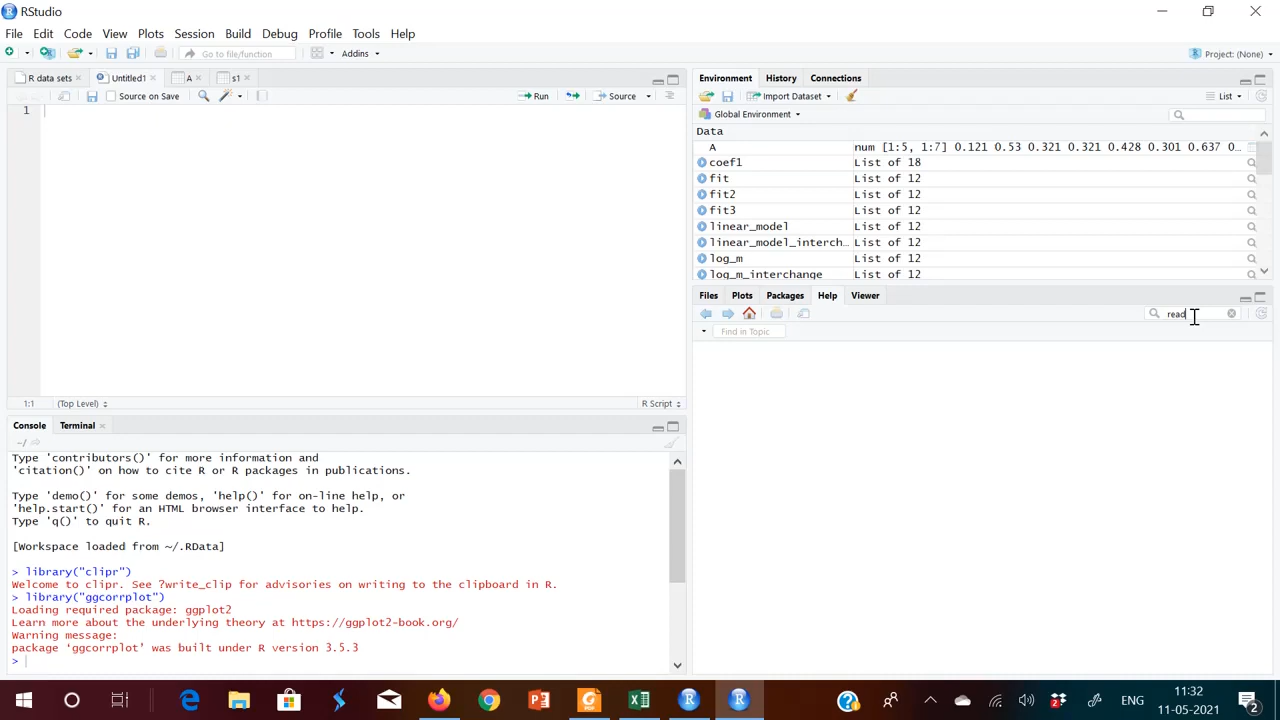 RStudio
File Edit Code View Plots Session Build Debug Profile Tools Help
Go to file/function Addins Project: (None)
R data sets Untitled1 A s1
Source on Save Run Source
1
1:1 (Top Level) R Script
Console Terminal
~/
Type 'contributors()' for more information and
'citation()' on how to cite R or R packages in publications.
Type 'demo()' for some demos, 'help()' for on-line help, or
'help.start()' for an HTML browser interface to help.
Type 'q()' to quit R.
[Workspace loaded from ~/.RData]
> library("clipr")
Welcome to clipr. See ?write_clip for advisories on writing to the clipboard in R.
> library("ggcorrplot")
Loading required package: ggplot2
Learn more about the underlying theory at https://ggplot2-book.org/
Warning message:
package ‘ggcorrplot’ was built under R version 3.5.3
>
Environment History Connections
Import Dataset List
Global Environment
Data
A num [1:5, 1:7] 0.121 0.53 0.321 0.321 0.428 0.301 0.637 0…
coef1 List of 18
fit List of 12
fit2 List of 12
fit3 List of 12
linear_model List of 12
linear_model_interch… List of 12
log_m List of 12
log_m_interchange List of 12
Files Plots Packages Help Viewer
read
Find in Topic
ENG
11:32
11-05-2021
2